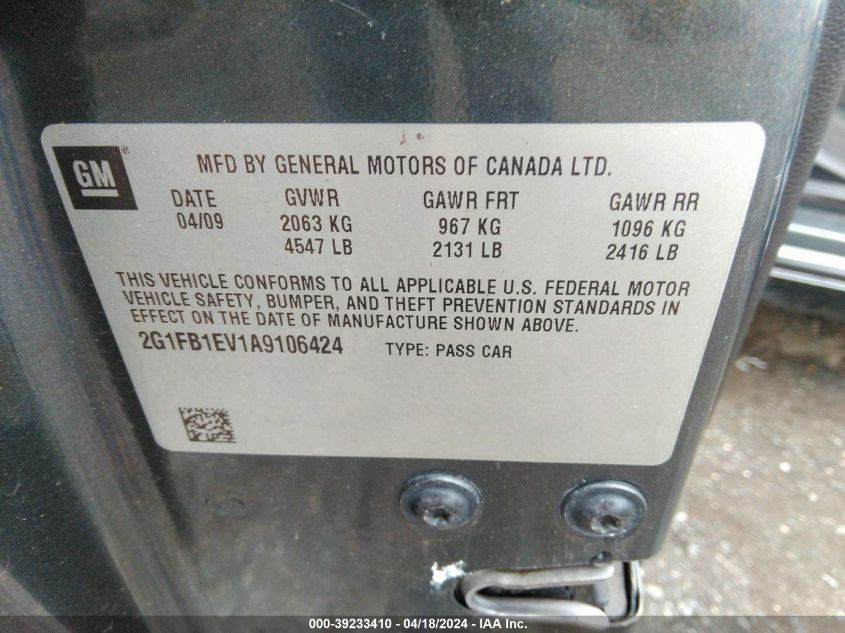 GM®
MFD BY GENERAL MOTORS OF CANADA LTD.
DATE GVWR GAWR FRT GAWR RR
04/09 2063 KG 967 KG 1096 KG
4547 LB 2131 LB 2416 LB
THIS VEHICLE CONFORMS TO ALL APPLICABLE U.S. FEDERAL MOTOR
VEHICLE SAFETY, BUMPER, AND THEFT PREVENTION STANDARDS IN
EFFECT ON THE DATE OF MANUFACTURE SHOWN ABOVE.
2G1FB1EV1A9106424 TYPE: PASS CAR
000-39233410 - 04/18/2024 - IAA Inc.